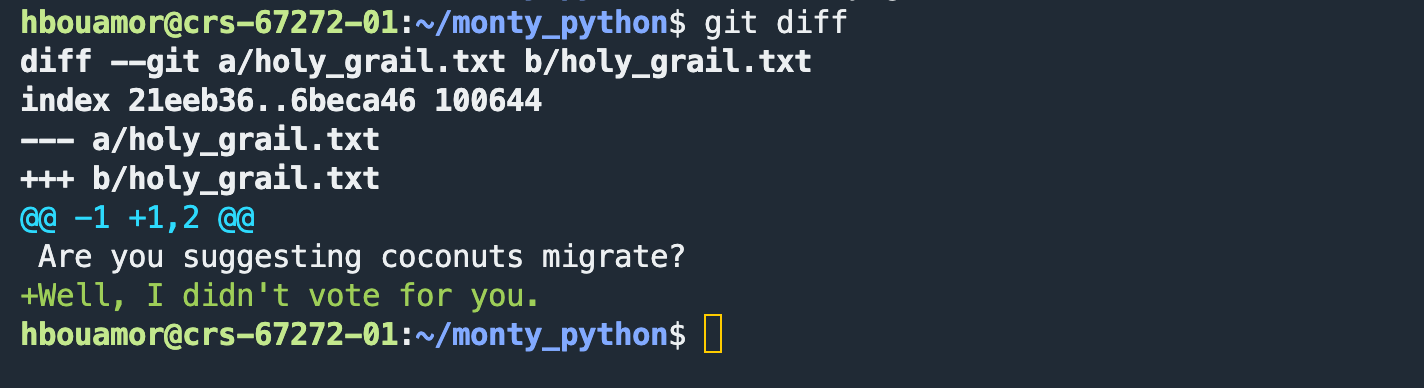 hbouamor@crs-67272-01:~/monty_python$ git diff
diff --git a/holy_grail.txt b/holy_grail.txt
index 21eeb36..6beca46 100644
--- a/holy_grail.txt
+++ b/holy_grail.txt
@@ -1 +1,2 @@
 Are you suggesting coconuts migrate?
+Well, I didn't vote for you.
hbouamor@crs-67272-01:~/monty_python$